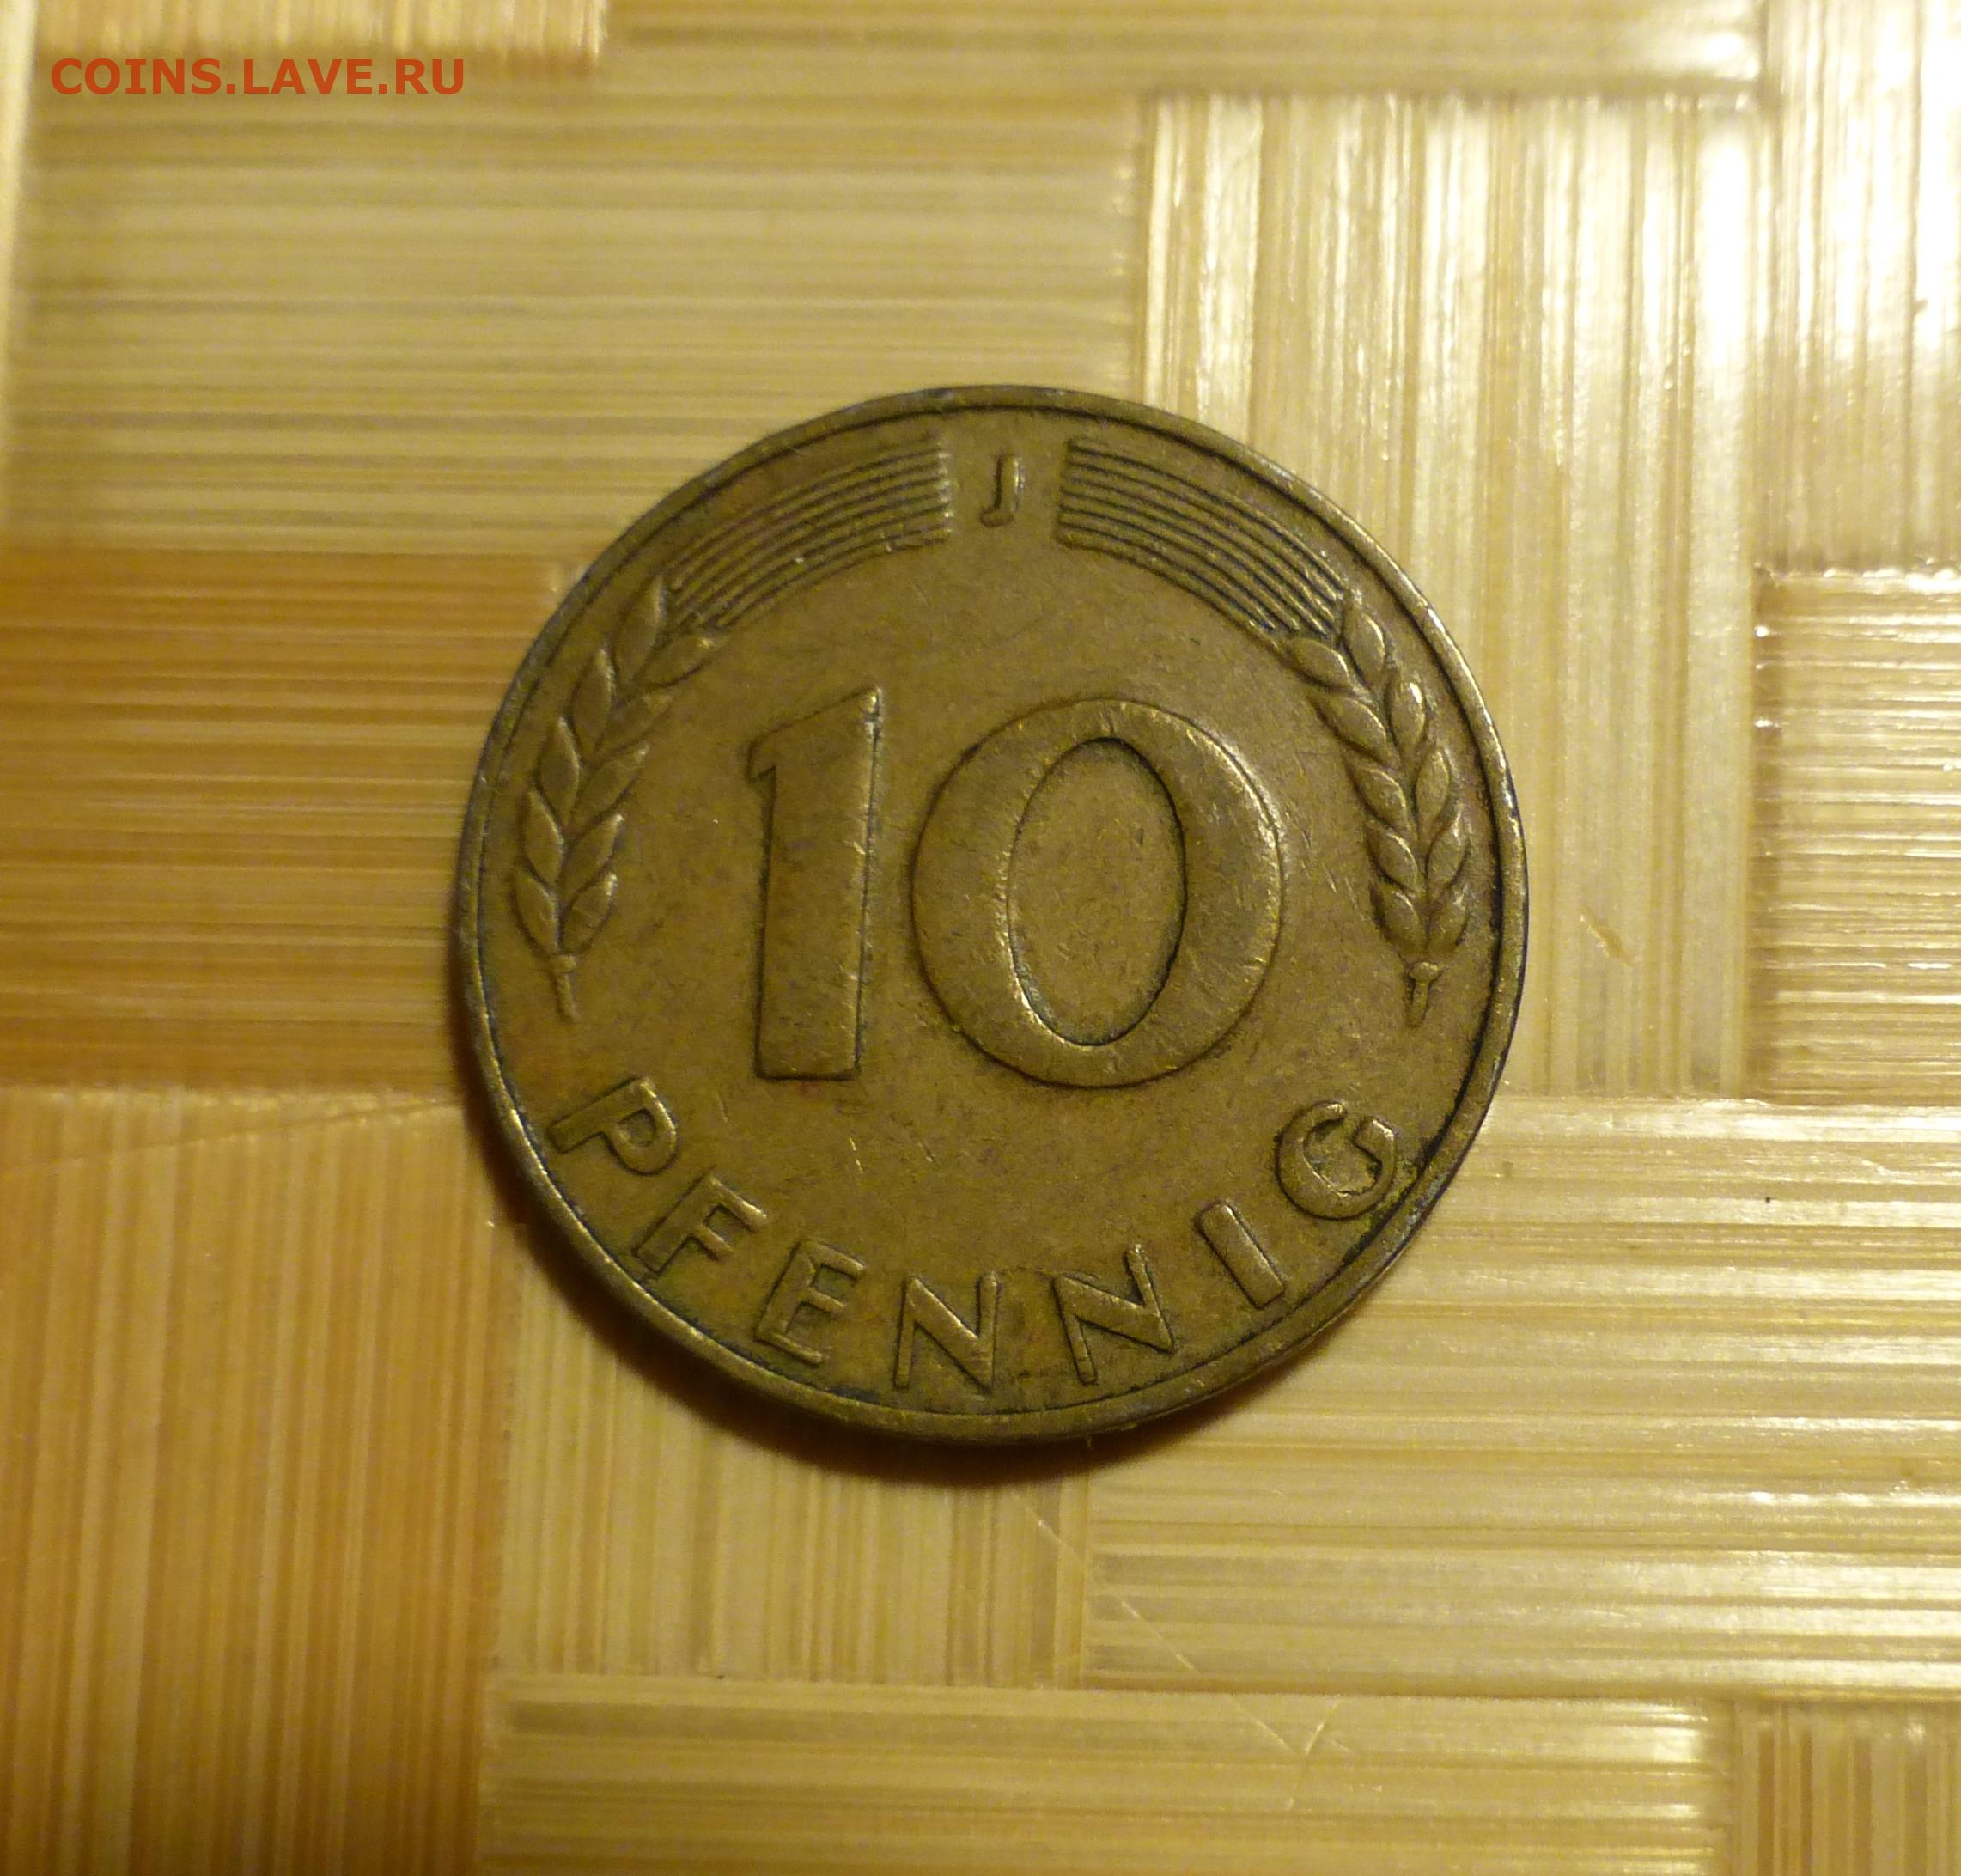 COINS.LAVE.RU
J
10
PFENNIG